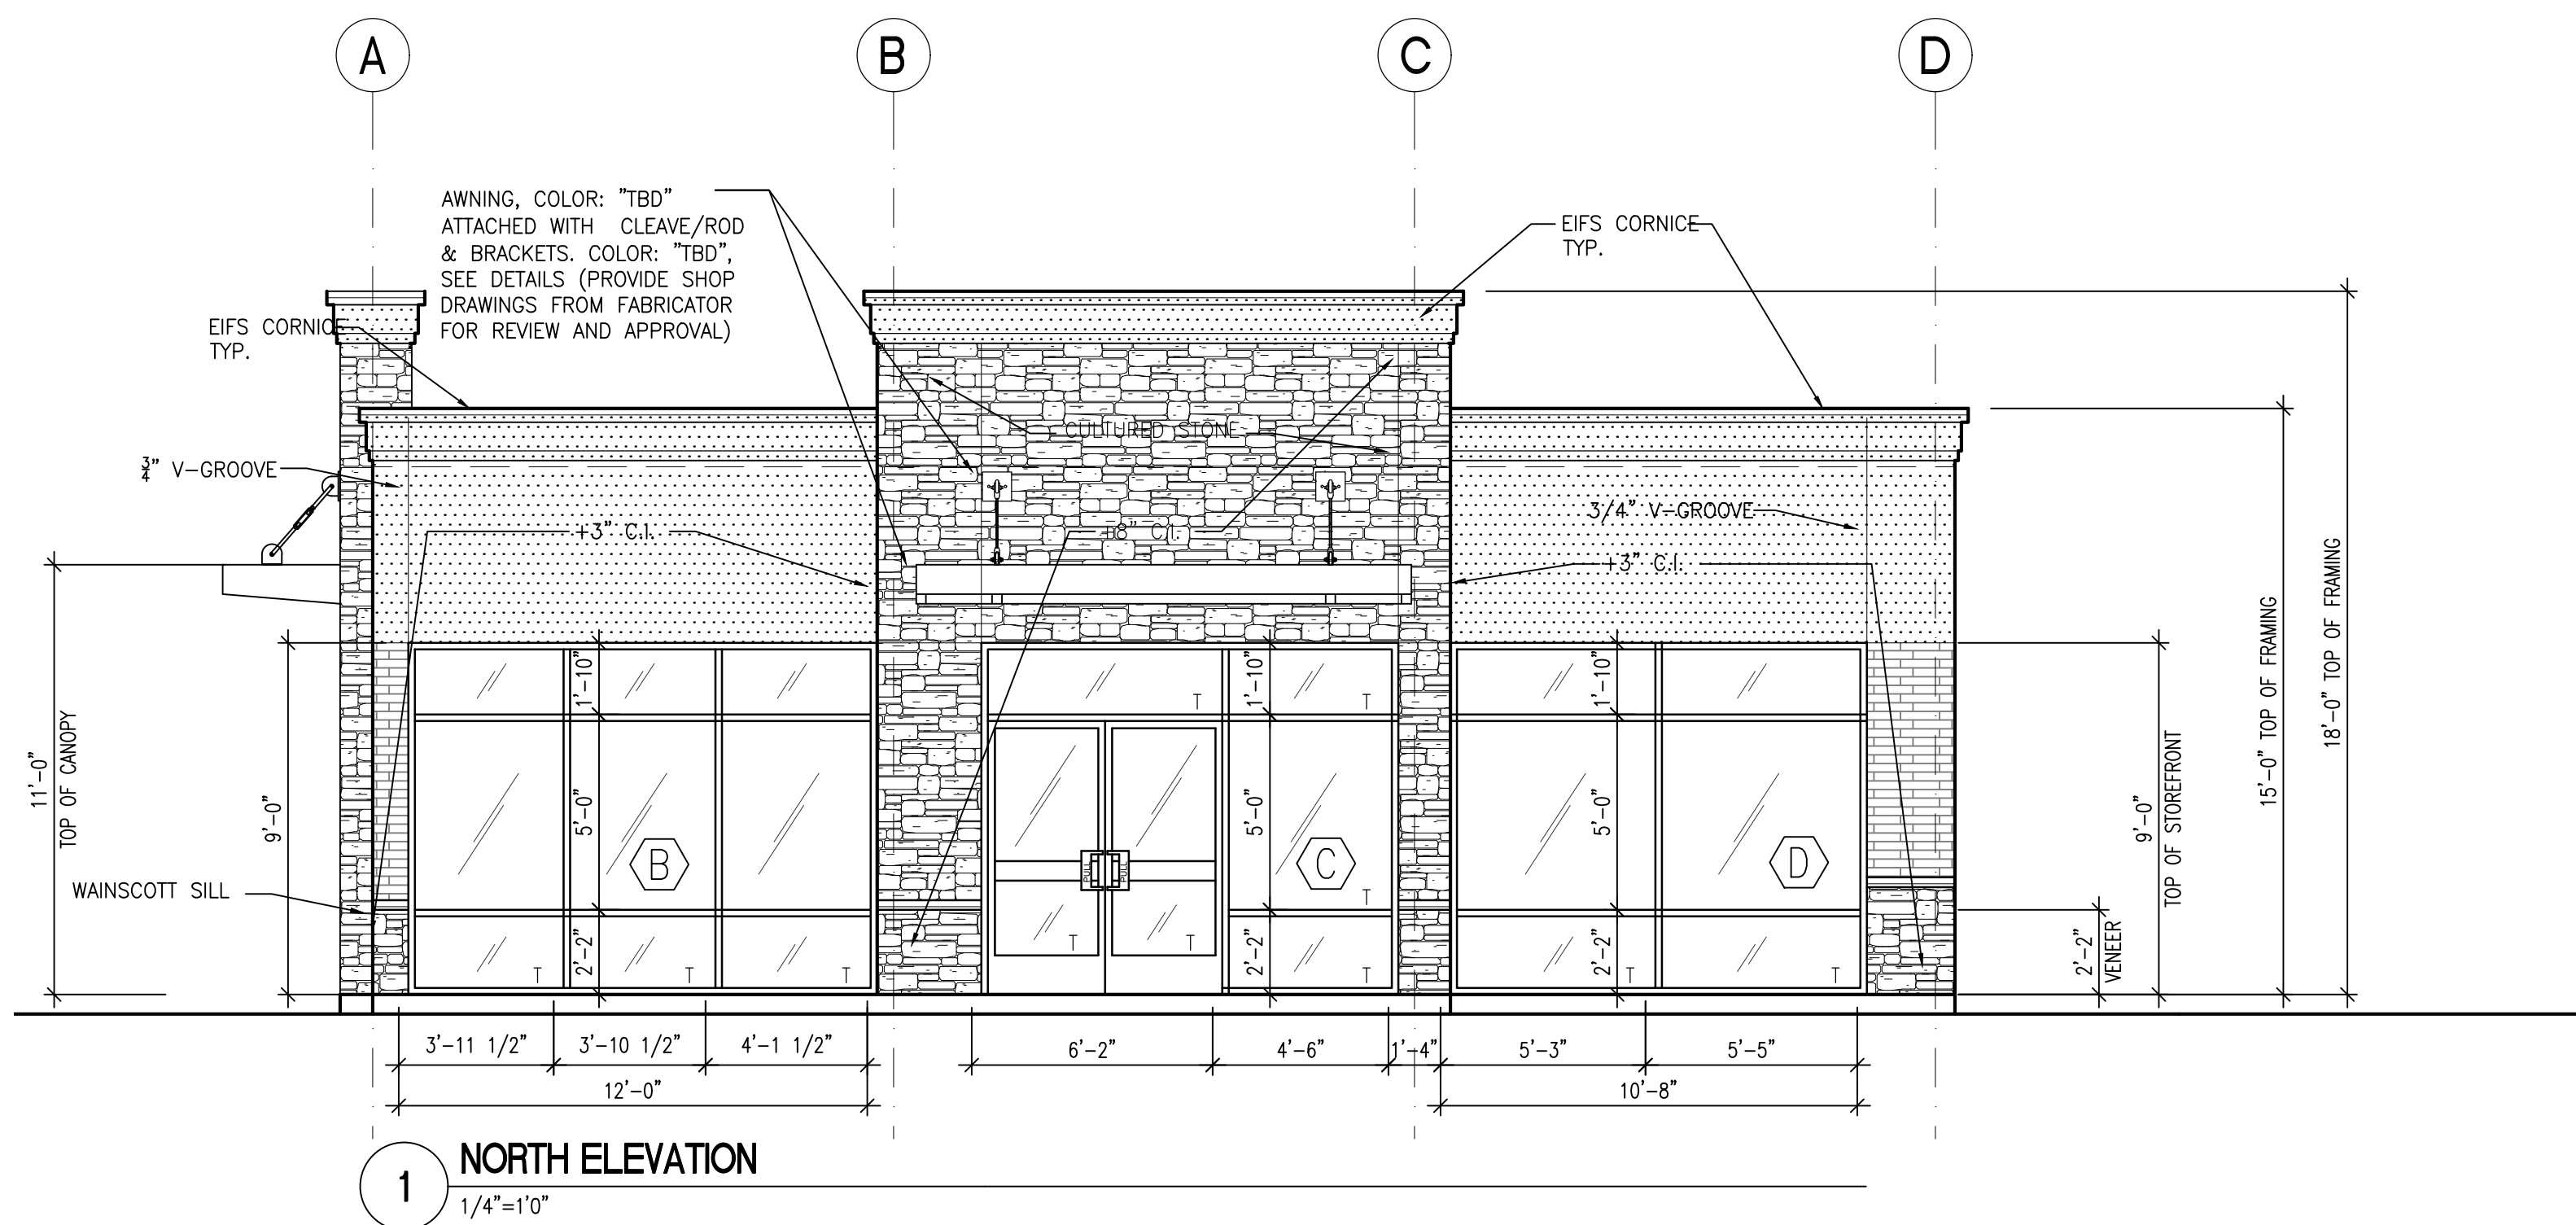 A
B
C
D
AWNING, COLOR: "TBD"
ATTACHED WITH CLEAVE/ROD
& BRACKETS. COLOR: "TBD",
SEE DETAILS (PROVIDE SHOP
DRAWINGS FROM FABRICATOR
FOR REVIEW AND APPROVAL)
EIFS CORNICE
TYP.
EIFS CORNICE
TYP.
3/4" V-GROOVE
CULTURED STONE
3/4" V-GROOVE
+3" C.I.
+8" C.I.
+3" C.I.
11'-0"
TOP OF CANOPY
9'-0"
WAINSCOTT SILL
1'-10"
5'-0"
2'-2"
B
T
T
T
T
T
PULL
PULL
T
T
1'-10"
5'-0"
2'-2"
C
T
T
1'-10"
5'-0"
2'-2"
D
T
T
2'-2"
VENEER
9'-0"
TOP OF STOREFRONT
15'-0" TOP OF FRAMING
18'-0" TOP OF FRAMING
3'-11 1/2"
3'-10 1/2"
4'-1 1/2"
6'-2"
4'-6"
1'-4"
5'-3"
5'-5"
12'-0"
10'-8"
1
NORTH ELEVATION
1/4"=1'0"